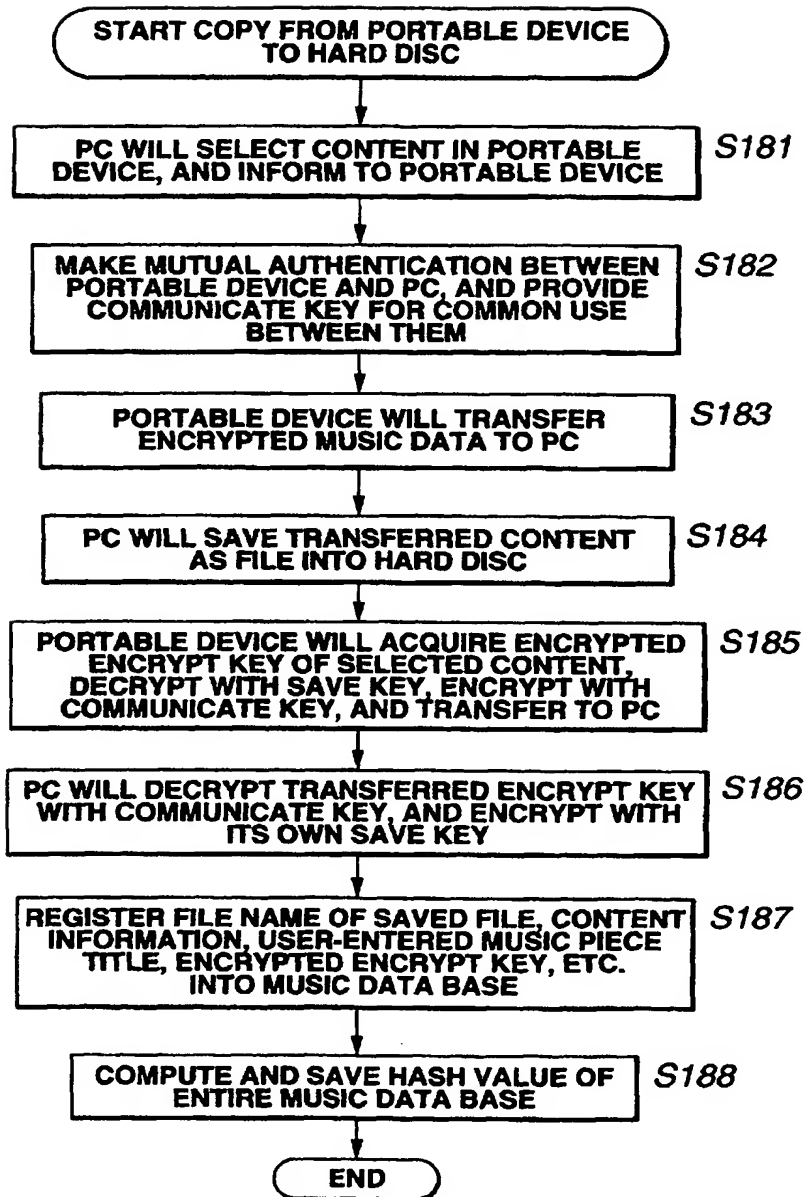 START COPY FROM PORTABLE DEVICE
TO HARD DISC
PC WILL SELECT CONTENT IN PORTABLE
DEVICE, AND INFORM TO PORTABLE DEVICE
S181
MAKE MUTUAL AUTHENTICATION BETWEEN
PORTABLE DEVICE AND PC, AND PROVIDE
COMMUNICATE KEY FOR COMMON USE
BETWEEN THEM
S182
PORTABLE DEVICE WILL TRANSFER
ENCRYPTED MUSIC DATA TO PC
S183
PC WILL SAVE TRANSFERRED CONTENT
AS FILE INTO HARD DISC
S184
PORTABLE DEVICE WILL ACQUIRE ENCRYPTED
ENCRYPT KEY OF SELECTED CONTENT,
DECRYPT WITH SAVE KEY, ENCRYPT WITH
COMMUNICATE KEY, AND TRANSFER TO PC
S185
PC WILL DECRYPT TRANSFERRED ENCRYPT KEY
WITH COMMUNICATE KEY, AND ENCRYPT WITH
ITS OWN SAVE KEY
S186
REGISTER FILE NAME OF SAVED FILE, CONTENT
INFORMATION, USER-ENTERED MUSIC PIECE
TITLE, ENCRYPTED ENCRYPT KEY, ETC.
INTO MUSIC DATA BASE
S187
COMPUTE AND SAVE HASH VALUE OF
ENTIRE MUSIC DATA BASE
S188
END